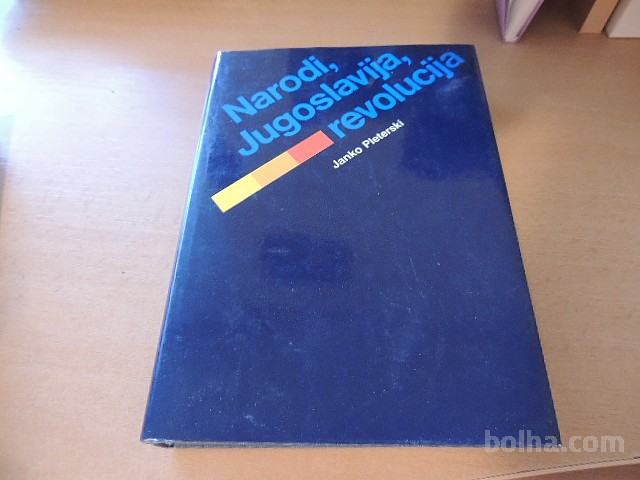 Narodi,
Jugoslavija,
revolucija
Janko Pleterski
bolha.com